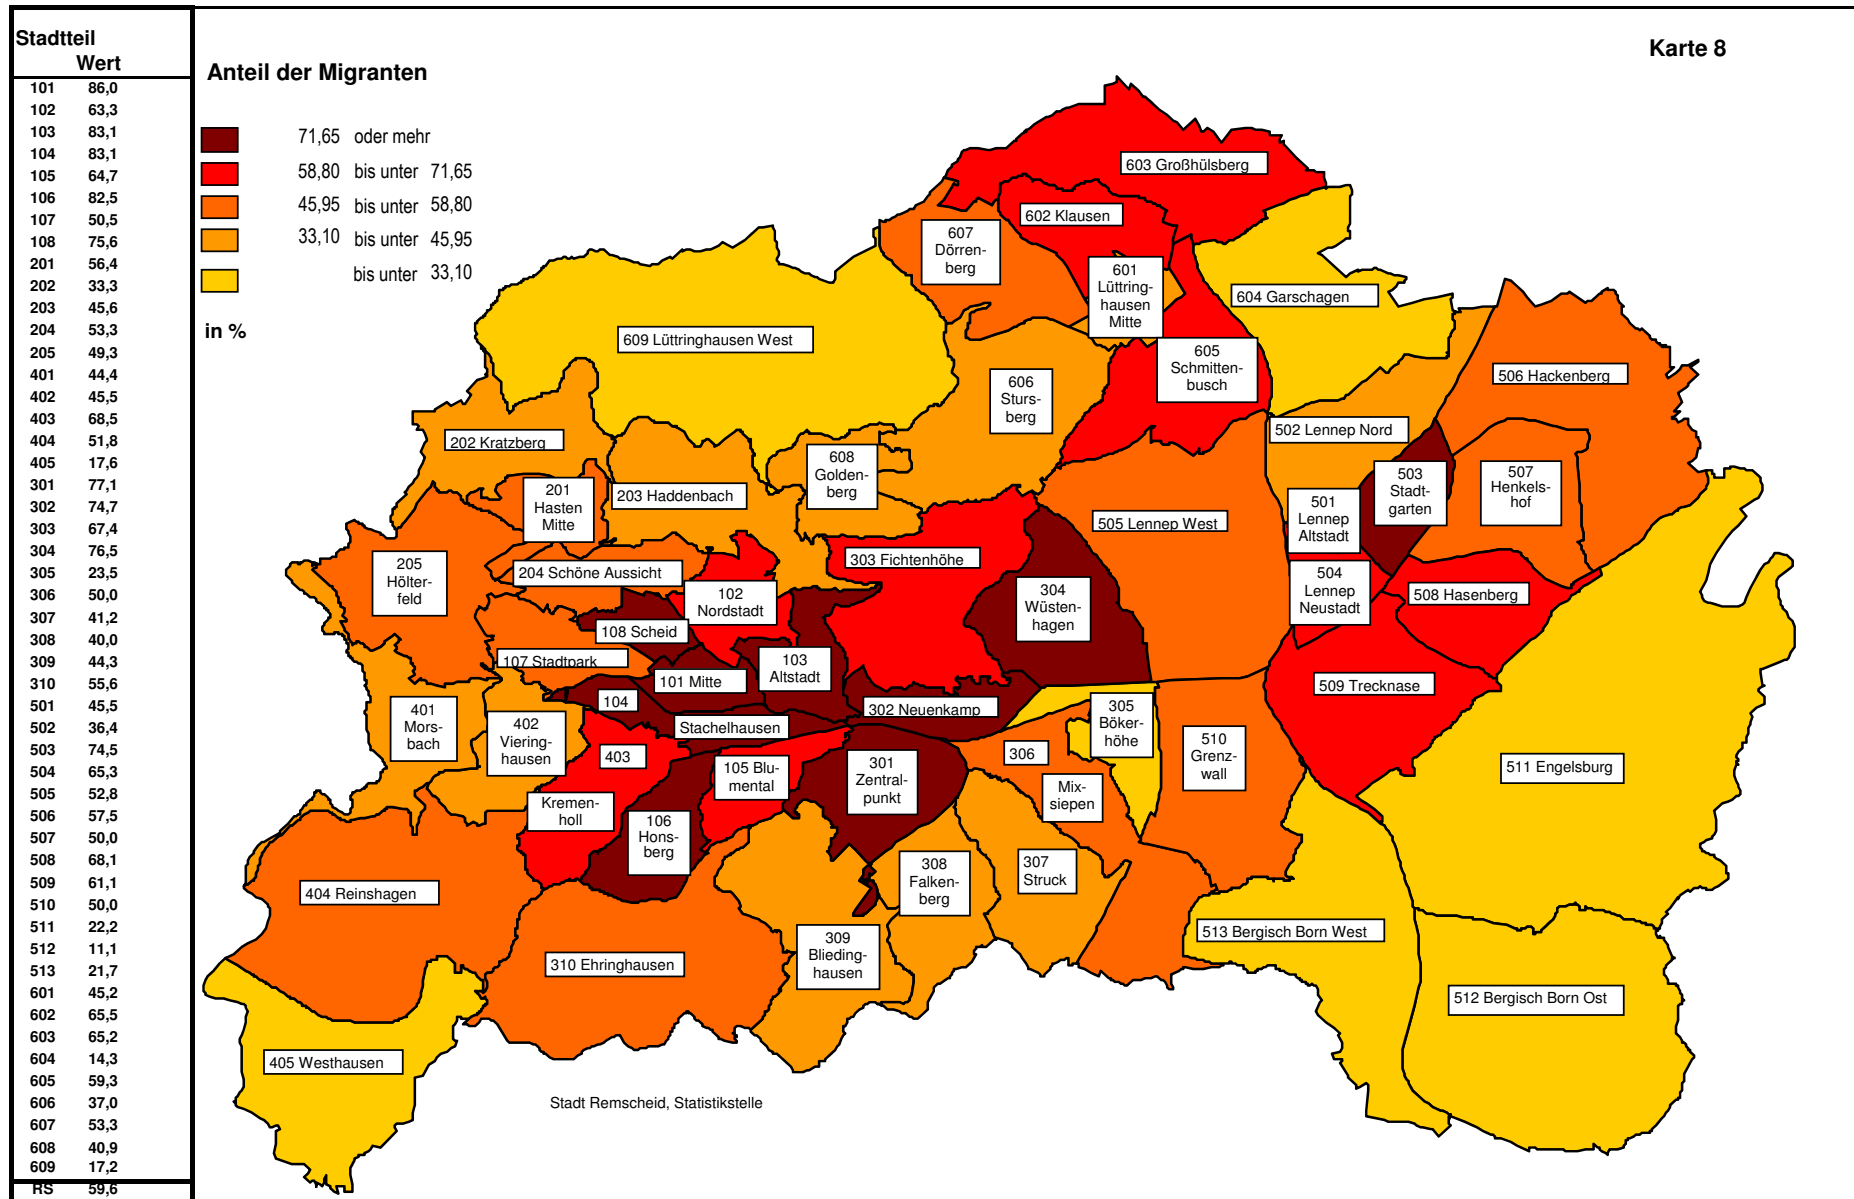 Stadtteil
Wert
101 86,0
102 63,3
103 83,1
104 83,1
105 64,7
106 82,5
107 50,5
108 75,6
201 56,4
202 33,3
203 45,6
204 53,3
205 49,3
401 44,4
402 45,5
403 68,5
404 51,8
405 17,6
301 77,1
302 74,7
303 67,4
304 76,5
305 23,5
306 50,0
307 41,2
308 40,0
309 44,3
310 55,6
501 45,5
502 36,4
503 74,5
504 65,3
505 52,8
506 57,5
507 50,0
508 68,1
509 61,1
510 50,0
511 22,2
512 11,1
513 21,7
601 45,2
602 65,5
603 65,2
604 14,3
605 59,3
606 37,0
607 53,3
608 40,9
609 17,2
RS 59,6
Karte 8
Anteil der Migranten
71,65 oder mehr
58,80 bis unter 71,65
45,95 bis unter 58,80
33,10 bis unter 45,95
bis unter 33,10
in %
603 Großhülsberg
602 Klausen
607
Dörren-
berg
601
Lüttring-
hausen
Mitte
604 Garschagen
609 Lüttringhausen West
605
Schmitten-
busch
606
Stursberg
506 Hackenberg
502 Lennep Nord
202 Kratzberg
608
Golden-
berg
503
Stadt-
garten
507
Henkels-
hof
201
Hasten
Mitte
203 Haddenbach
501
Lennep
Altstadt
505 Lennep West
303 Fichtenhöhe
205
Hölter-
feld
204 Schöne Aussicht
102
Nordstadt
304
Wüsten-
hagen
504
Lennep
Neustadt
508 Hasenberg
108 Scheid
107 Stadtpark
103
Altstadt
101 Mitte
509 Trecknase
104
Stachelhausen
302 Neuenkamp
305
Böker-
höhe
401
Mors-
bach
402
Viering-
hausen
403
Kremen-
holl
105 Blu-
mental
301
Zentral-
punkt
306
Mix-
siepen
510
Grenz-
wall
511 Engelsburg
106
Hons-
berg
307
Struck
308
Falken-
berg
404 Reinshagen
309
Blieding-
hausen
513 Bergisch Born West
310 Ehringhausen
512 Bergisch Born Ost
405 Westhausen
Stadt Remscheid, Statistikstelle